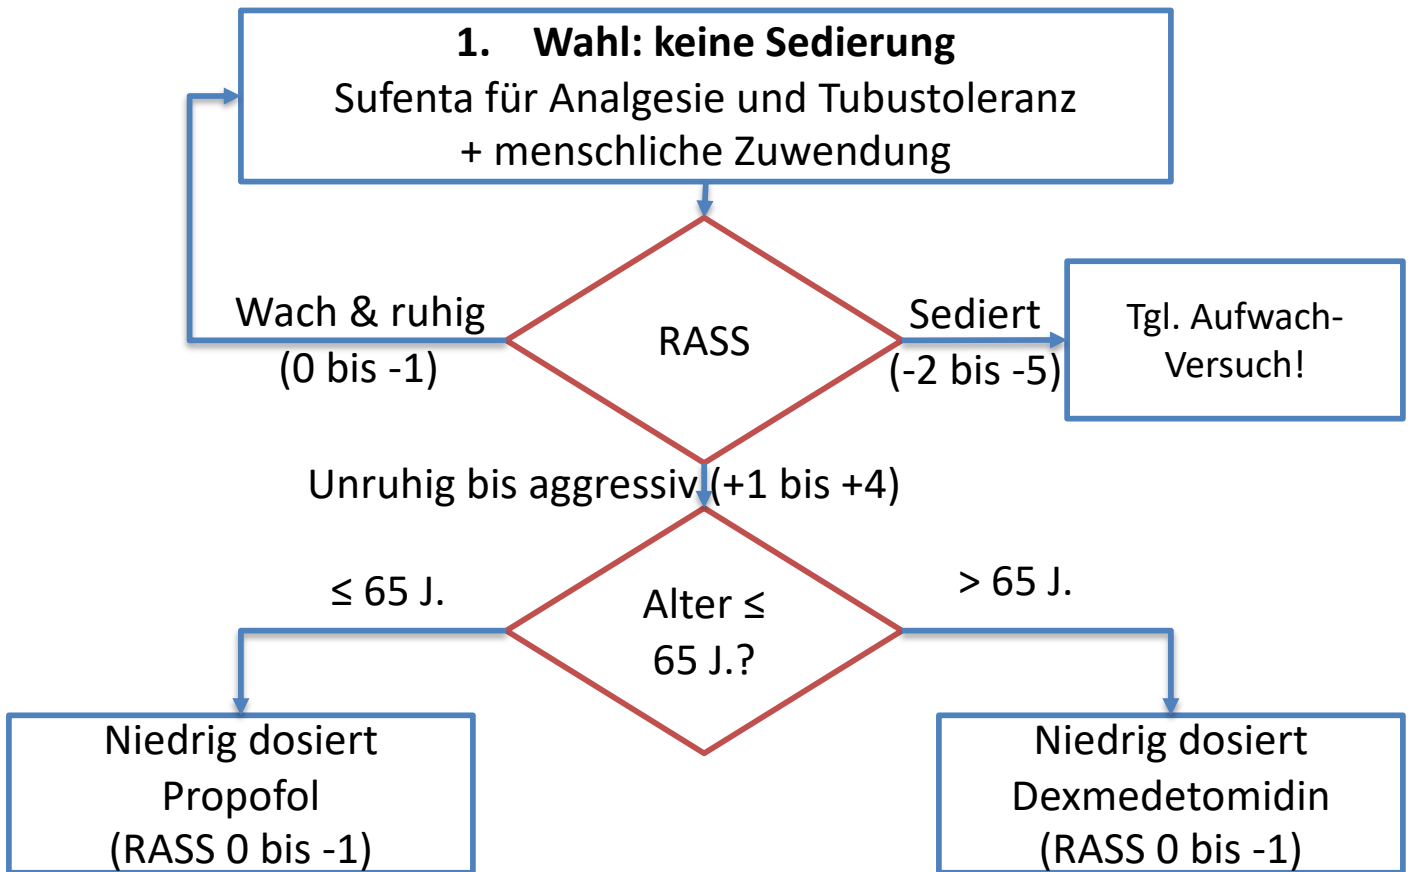 1. Wahl: keine Sedierung
Sufenta für Analgesie und Tubustoleranz
+ menschliche Zuwendung
Wach & ruhig
(0 bis -1)
RASS
Sediert
(-2 bis -5)
Tgl. Aufwach-
Versuch!
Unruhig bis aggressiv (+1 bis +4)
≤ 65 J.
Alter ≤
65 J.?
> 65 J.
Niedrig dosiert
Propofol
(RASS 0 bis -1)
Niedrig dosiert
Dexmedetomidin
(RASS 0 bis -1)